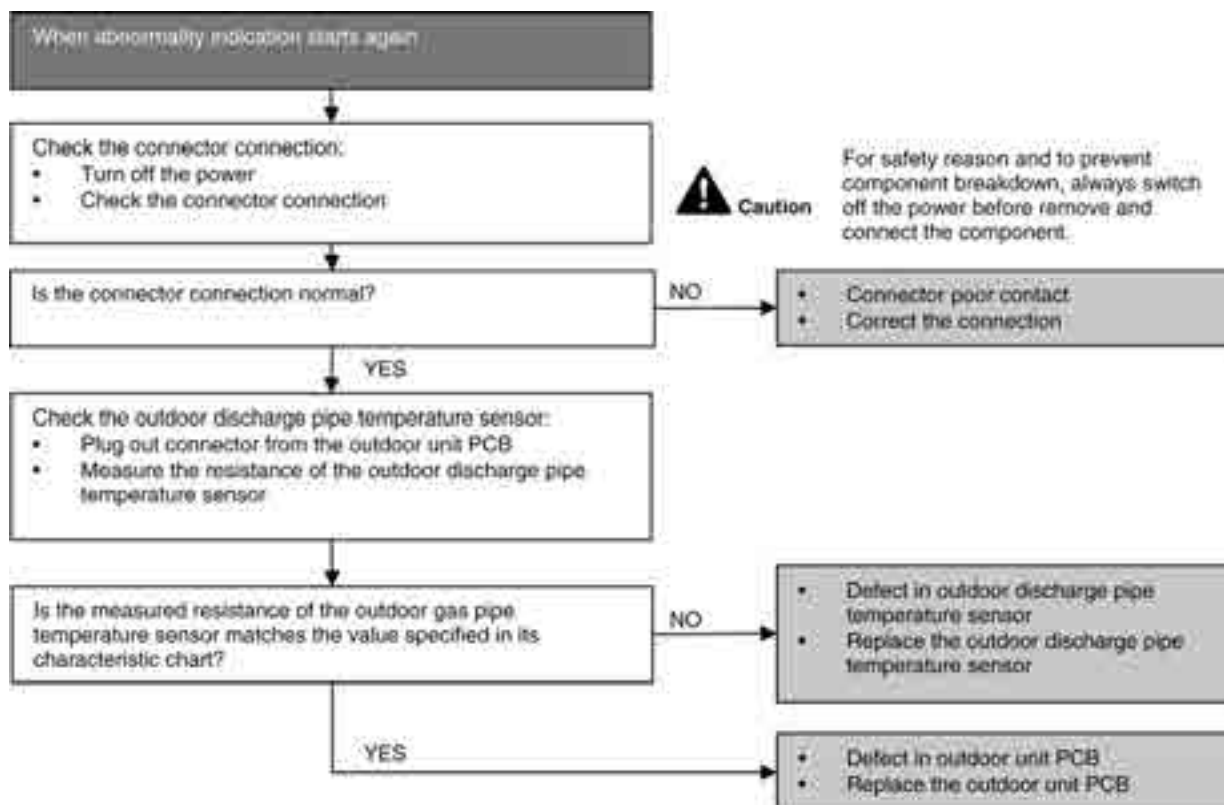 When abnormality indication starts again
Check the connector connection:
• Turn off the power
• Check the connector connection
Caution
For safety reason and to prevent
component breakdown, always switch
off the power before remove and
connect the component.
Is the connector connection normal?
NO
• Connector poor contact
• Correct the connection
YES
Check the outdoor discharge pipe temperature sensor:
• Plug out connector from the outdoor unit PCB
• Measure the resistance of the outdoor discharge pipe
temperature sensor
Is the measured resistance of the outdoor gas pipe
temperature sensor matches the value specified in its
characteristic chart?
NO
• Defect in outdoor discharge pipe
temperature sensor
• Replace the outdoor discharge pipe
temperature sensor
YES
• Defect in outdoor unit PCB
• Replace the outdoor unit PCB